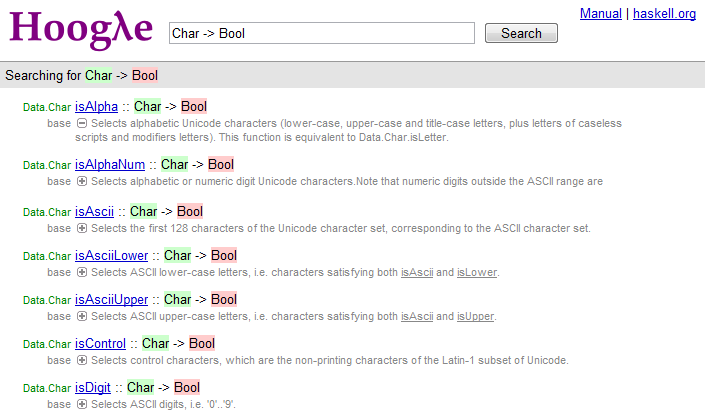 Hoogλe
Char -> Bool
Search
Manual | haskell.org
Searching for Char -> Bool
Data.Char isAlpha :: Char -> Bool
base Selects alphabetic Unicode characters (lower-case, upper-case and title-case letters, plus letters of caseless
scripts and modifiers letters). This function is equivalent to Data.Char.isLetter.
Data.Char isAlphaNum :: Char -> Bool
base Selects alphabetic or numeric digit Unicode characters.Note that numeric digits outside the ASCII range are
Data.Char isAscii :: Char -> Bool
base Selects the first 128 characters of the Unicode character set, corresponding to the ASCII character set.
Data.Char isAsciiLower :: Char -> Bool
base Selects ASCII lower-case letters, i.e. characters satisfying both isAscii and isLower.
Data.Char isAsciiUpper :: Char -> Bool
base Selects ASCII upper-case letters, i.e. characters satisfying both isAscii and isUpper.
Data.Char isControl :: Char -> Bool
base Selects control characters, which are the non-printing characters of the Latin-1 subset of Unicode.
Data.Char isDigit :: Char -> Bool
base Selects ASCII digits, i.e. '0'..'9'.